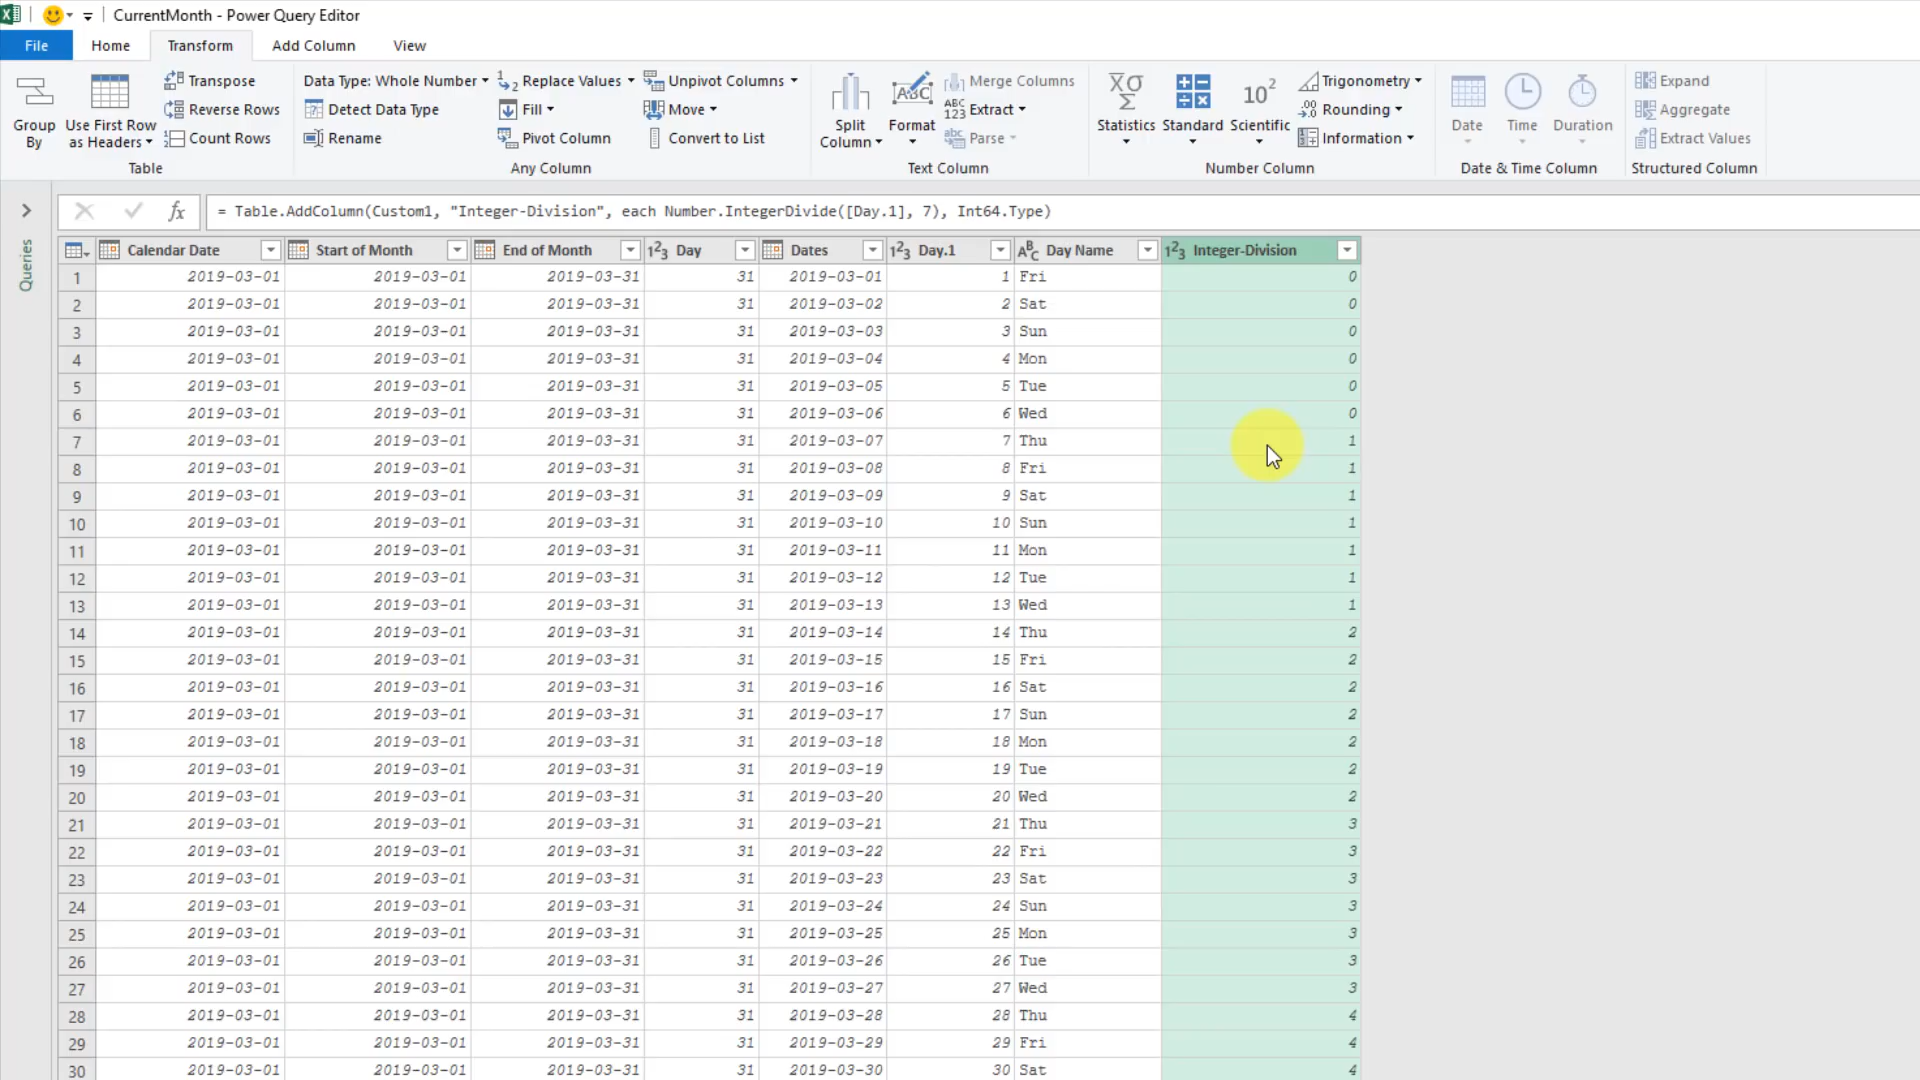 CurrentMonth - Power Query Editor
File Home Transform Add Column View
Group By
Use First Row as Headers
Transpose
Reverse Rows
Count Rows
Table
Data Type: Whole Number
Detect Data Type
Rename
Replace Values
Fill
Pivot Column
Unpivot Columns
Move
Convert to List
Any Column
Split Column
Format
Merge Columns
Extract
Parse
Text Column
Statistics
Standard
Scientific
Trigonometry
Rounding
Information
Number Column
Date
Time
Duration
Date & Time Column
Expand
Aggregate
Extract Values
Structured Column
Queries
fx = Table.AddColumn(Custom1, "Integer-Division", each Number.IntegerDivide([Day.1], 7), Int64.Type)
Calendar Date Start of Month End of Month Day Dates Day.1 Day Name Integer-Division
1 2019-03-01 2019-03-01 2019-03-31 31 2019-03-01 1 Fri 0
2 2019-03-01 2019-03-01 2019-03-31 31 2019-03-02 2 Sat 0
3 2019-03-01 2019-03-01 2019-03-31 31 2019-03-03 3 Sun 0
4 2019-03-01 2019-03-01 2019-03-31 31 2019-03-04 4 Mon 0
5 2019-03-01 2019-03-01 2019-03-31 31 2019-03-05 5 Tue 0
6 2019-03-01 2019-03-01 2019-03-31 31 2019-03-06 6 Wed 0
7 2019-03-01 2019-03-01 2019-03-31 31 2019-03-07 7 Thu 1
8 2019-03-01 2019-03-01 2019-03-31 31 2019-03-08 8 Fri 1
9 2019-03-01 2019-03-01 2019-03-31 31 2019-03-09 9 Sat 1
10 2019-03-01 2019-03-01 2019-03-31 31 2019-03-10 10 Sun 1
11 2019-03-01 2019-03-01 2019-03-31 31 2019-03-11 11 Mon 1
12 2019-03-01 2019-03-01 2019-03-31 31 2019-03-12 12 Tue 1
13 2019-03-01 2019-03-01 2019-03-31 31 2019-03-13 13 Wed 1
14 2019-03-01 2019-03-01 2019-03-31 31 2019-03-14 14 Thu 2
15 2019-03-01 2019-03-01 2019-03-31 31 2019-03-15 15 Fri 2
16 2019-03-01 2019-03-01 2019-03-31 31 2019-03-16 16 Sat 2
17 2019-03-01 2019-03-01 2019-03-31 31 2019-03-17 17 Sun 2
18 2019-03-01 2019-03-01 2019-03-31 31 2019-03-18 18 Mon 2
19 2019-03-01 2019-03-01 2019-03-31 31 2019-03-19 19 Tue 2
20 2019-03-01 2019-03-01 2019-03-31 31 2019-03-20 20 Wed 2
21 2019-03-01 2019-03-01 2019-03-31 31 2019-03-21 21 Thu 3
22 2019-03-01 2019-03-01 2019-03-31 31 2019-03-22 22 Fri 3
23 2019-03-01 2019-03-01 2019-03-31 31 2019-03-23 23 Sat 3
24 2019-03-01 2019-03-01 2019-03-31 31 2019-03-24 24 Sun 3
25 2019-03-01 2019-03-01 2019-03-31 31 2019-03-25 25 Mon 3
26 2019-03-01 2019-03-01 2019-03-31 31 2019-03-26 26 Tue 3
27 2019-03-01 2019-03-01 2019-03-31 31 2019-03-27 27 Wed 3
28 2019-03-01 2019-03-01 2019-03-31 31 2019-03-28 28 Thu 4
29 2019-03-01 2019-03-01 2019-03-31 31 2019-03-29 29 Fri 4
30 2019-03-01 2019-03-01 2019-03-31 31 2019-03-30 30 Sat 4